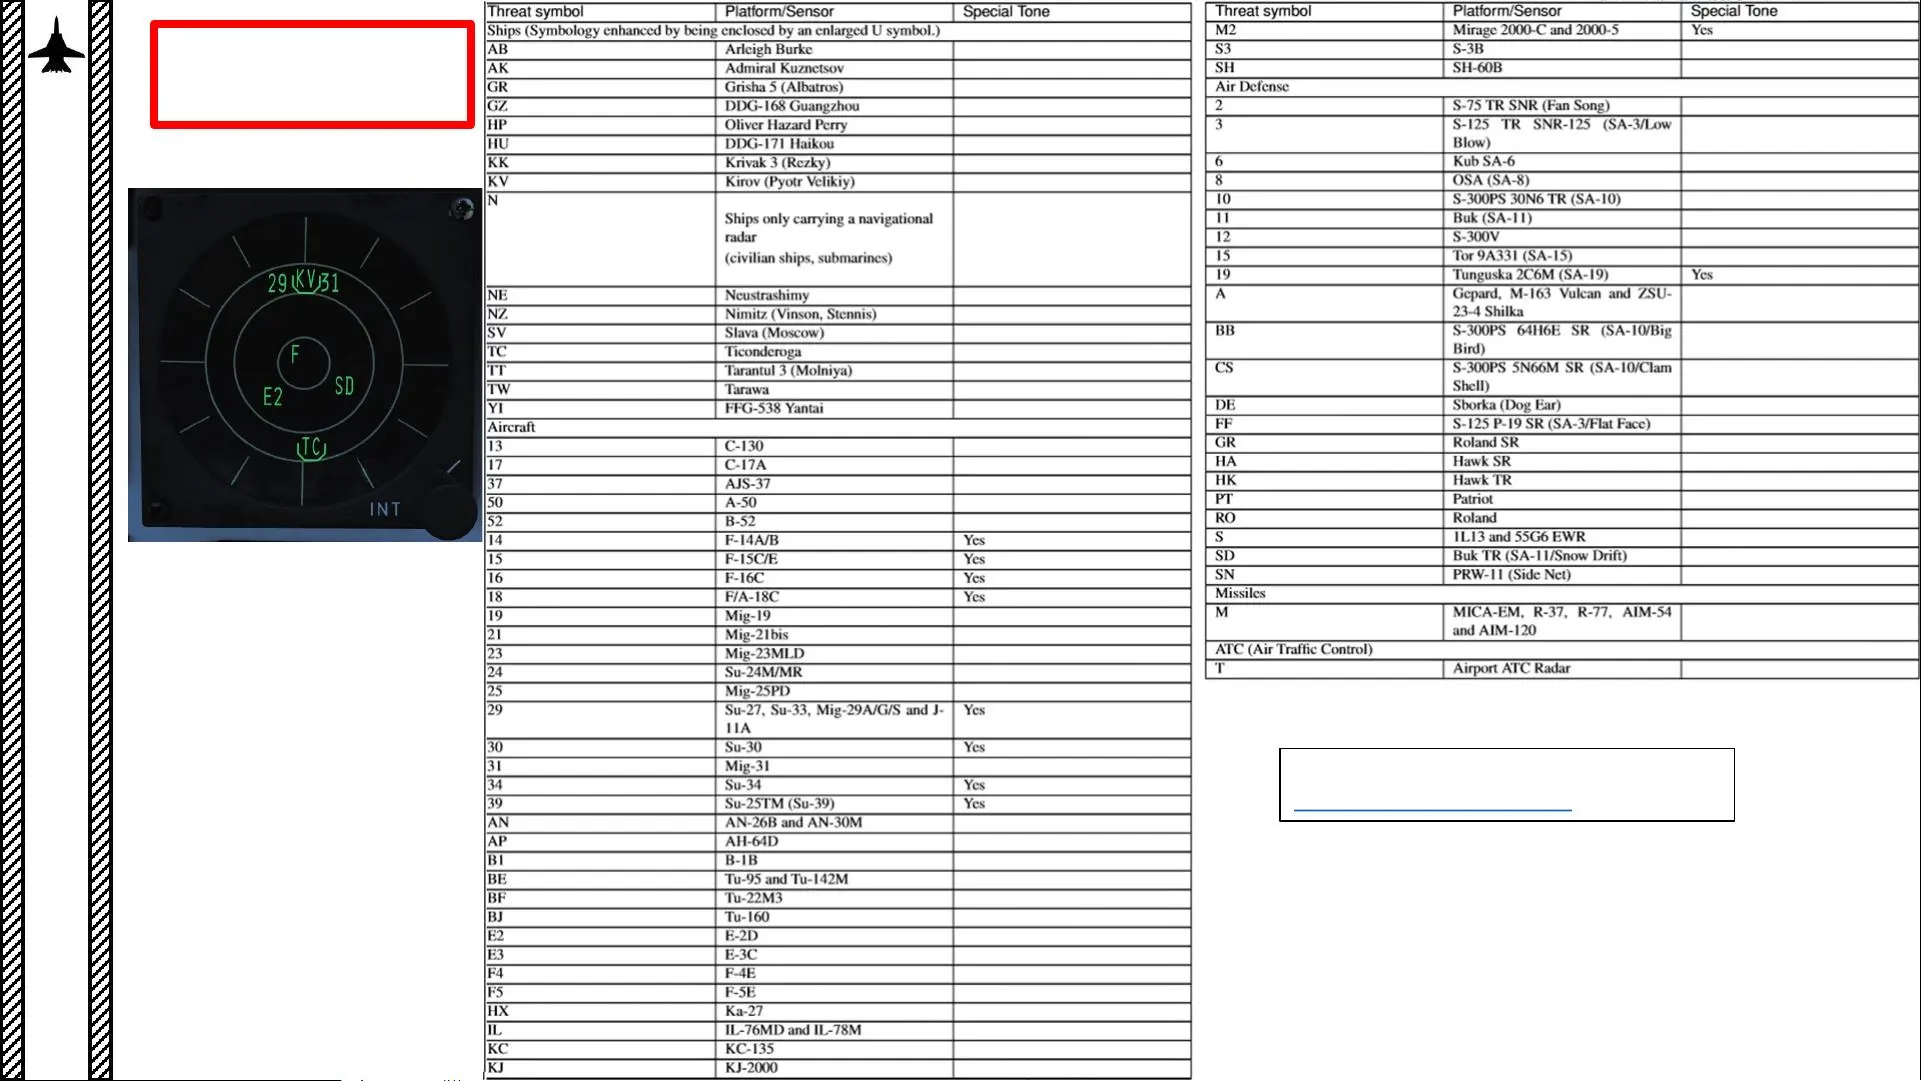 29 KV 31
F
E2 SD
TC
INT
Threat symbol Platform/Sensor Special Tone
Ships (Symbology enhanced by being enclosed by an enlarged U symbol.)
AB Arleigh Burke
AK Admiral Kuznetsov
GR Grisha 5 (Albatros)
GZ DDG-168 Guangzhou
HP Oliver Hazard Perry
HU DDG-171 Haikou
KK Krivak 3 (Rezky)
KV Kirov (Pyotr Velikiy)
N
Ships only carrying a navigational
radar
(civilian ships, submarines)
NE Neustrashimy
NZ Nimitz (Vinson, Stennis)
SV Slava (Moscow)
TC Ticonderoga
TT Tarantul 3 (Molniya)
TW Tarawa
YI FFG-538 Yantai
Aircraft
13 C-130
17 C-17A
37 AJS-37
50 A-50
52 B-52
14 F-14A/B Yes
15 F-15C/E Yes
16 F-16C Yes
18 F/A-18C Yes
19 Mig-19
21 Mig-21bis
23 Mig-23MLD
24 Su-24M/MR
25 Mig-25PD
29 Su-27, Su-33, Mig-29A/G/S and J- Yes
11A
30 Su-30 Yes
31 Mig-31
34 Su-34 Yes
39 Su-25TM (Su-39) Yes
AN AN-26B and AN-30M
AP AH-64D
B1 B-1B
BE Tu-95 and Tu-142M
BF Tu-22M3
BJ Tu-160
E2 E-2D
E3 E-3C
F4 F-4E
F5 F-5E
HX Ka-27
IL IL-76MD and IL-78M
KC KC-135
KJ KJ-2000
Threat symbol Platform/Sensor Special Tone
M2 Mirage 2000-C and 2000-5 Yes
S3 S-3B
SH SH-60B
Air Defense
2 S-75 TR SNR (Fan Song)
3 S-125 TR SNR-125 (SA-3/Low
Blow)
6 Kub SA-6
8 OSA (SA-8)
10 S-300PS 30N6 TR (SA-10)
11 Buk (SA-11)
12 S-300V
15 Tor 9A331 (SA-15)
19 Tunguska 2C6M (SA-19) Yes
A Gepard, M-163 Vulcan and ZSU-
23-4 Shilka
BB S-300PS 64H6E SR (SA-10/Big
Bird)
CS S-300PS 5N66M SR (SA-10/Clam
Shell)
DE Sborka (Dog Ear)
FF S-125 P-19 SR (SA-3/Flat Face)
GR Roland SR
HA Hawk SR
HK Hawk TR
PT Patriot
RO Roland
S 1L13 and 55G6 EWR
SD Buk TR (SA-11/Snow Drift)
SN PRW-11 (Side Net)
Missiles
M MICA-EM, R-37, R-77, AIM-54
and AIM-120
ATC (Air Traffic Control)
T Airport ATC Radar